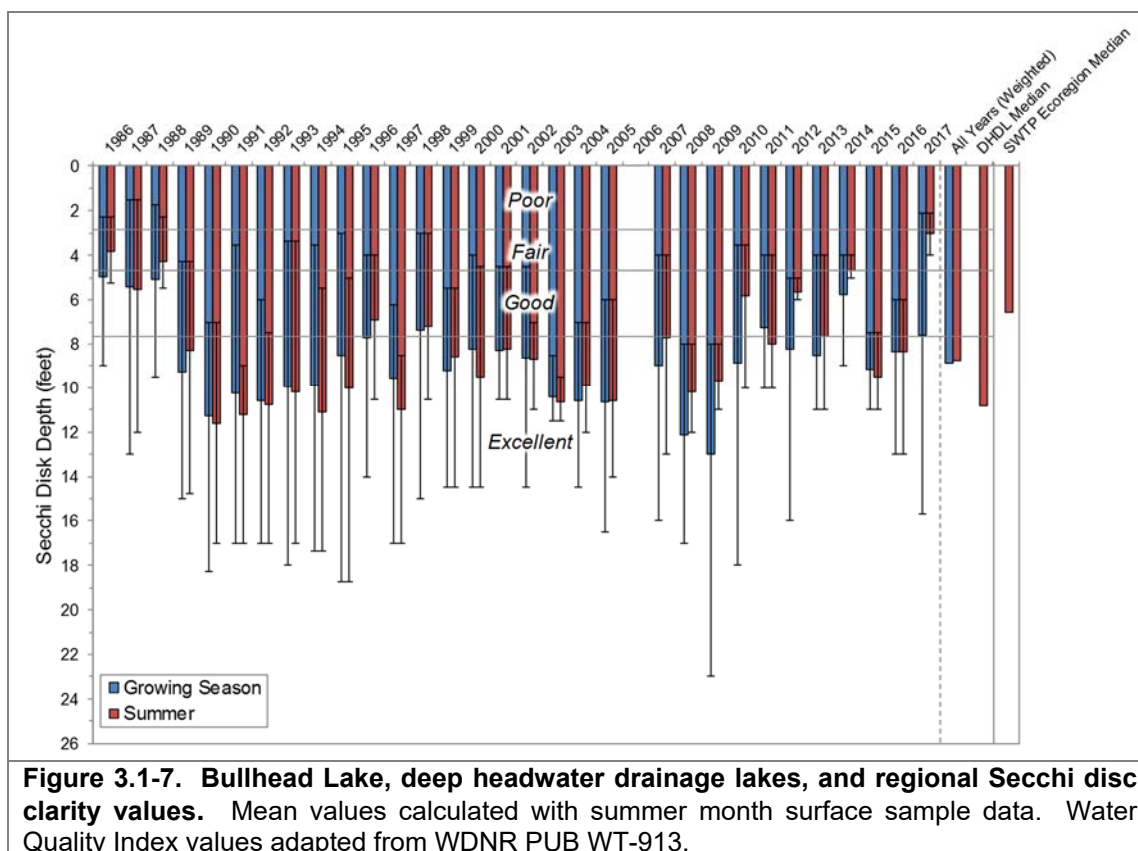 1986 1987 1988 1989 1990 1991 1992 1993 1994 1995 1996 1997 1998 1999 2000 2001 2002 2003 2004 2005 2006 2007 2008 2009 2010 2011 2012 2013 2014 2015 2016 2017 All Years (Weighted) DHDL Median SWTP Ecoregion Median
0
2
4
6
8
10
12
14
16
18
20
22
24
26
Secchi Disk Depth (feet)
Poor
Fair
Good
Excellent
Growing Season
Summer
Figure 3.1-7. Bullhead Lake, deep headwater drainage lakes, and regional Secchi disc
clarity values. Mean values calculated with summer month surface sample data. Water
Quality Index values adapted from WDNR PUB WT-913.